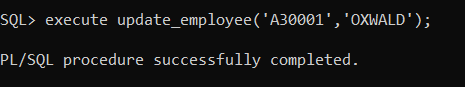 SQL> execute update_employee('A30001','OXWALD');
PL/SQL procedure successfully completed.